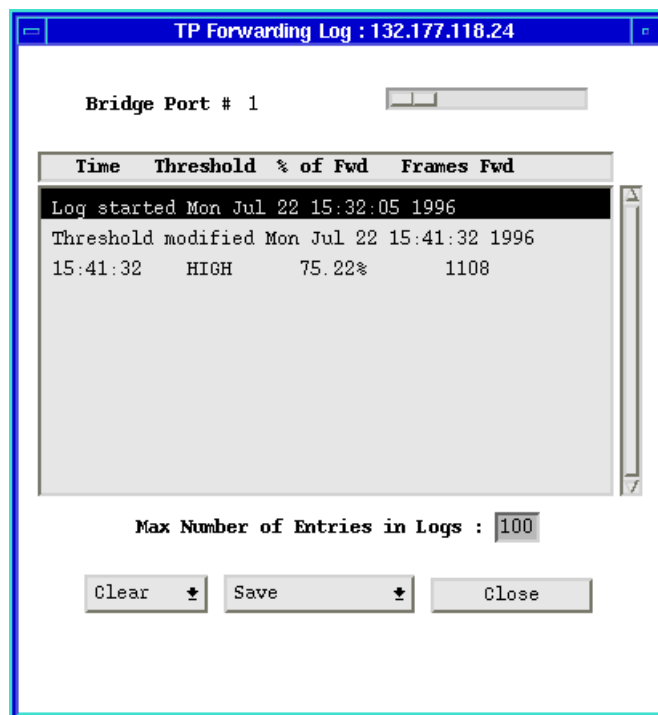 TP Forwarding Log : 132.177.118.24
Bridge Port # 1
Time Threshold % of Fwd Frames Fwd
Log started Mon Jul 22 15:32:05 1996
Threshold modified Mon Jul 22 15:41:32 1996
15:41:32 HIGH 75.22% 1108
Max Number of Entries in Logs : 100
Clear Save Close